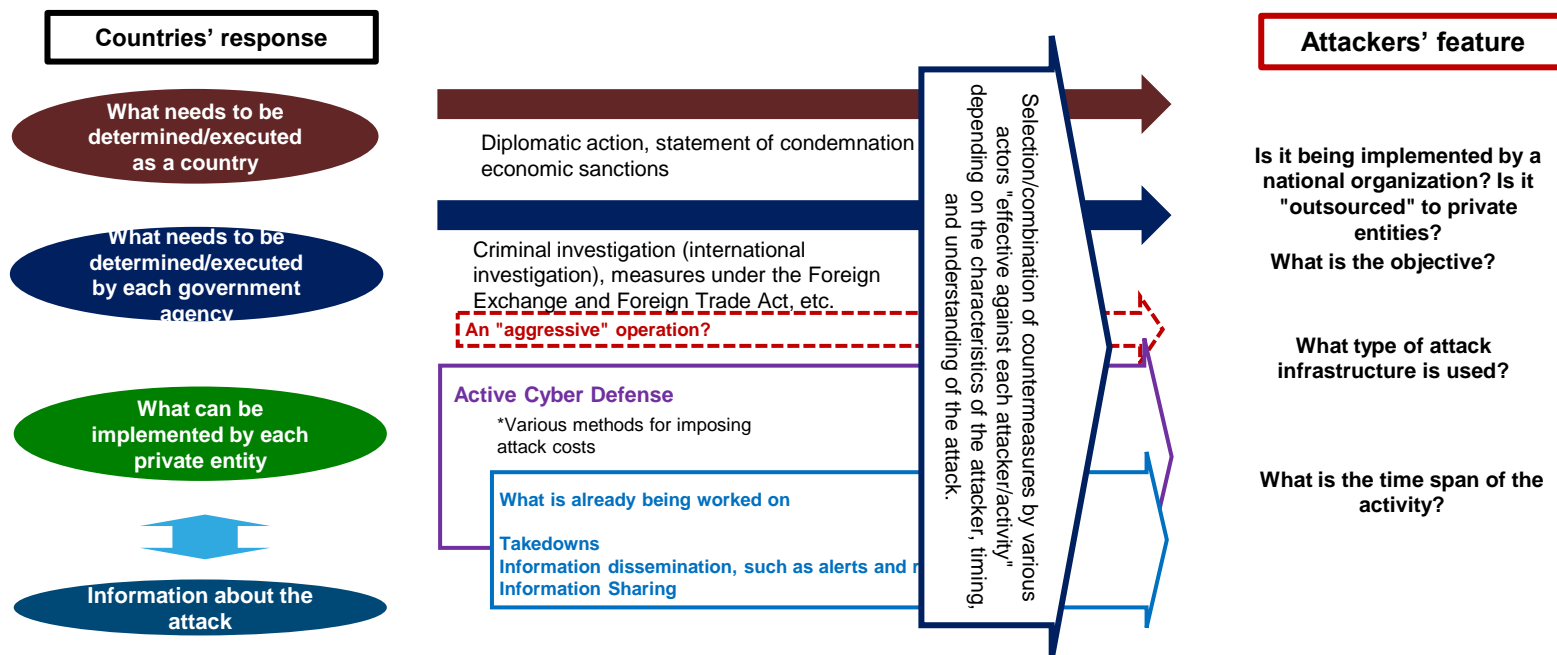 Countries' response
What needs to be
determined/executed
as a country
What needs to be
determined/executed
by each government
agency
What can be
implemented by each
private entity
Information about the
attack
Diplomatic action, statement of condemnation
economic sanctions
Criminal investigation (international
investigation), measures under the Foreign
Exchange and Foreign Trade Act, etc.
An "aggressive" operation?
Active Cyber Defense
*Various methods for imposing
attack costs
What is already being worked on
Takedowns
Information dissemination, such as alerts and
Information Sharing
Selection/combination of countermeasures by various
actors "effective against each attacker/activity"
depending on the characteristics of the attacker, timing,
and understanding of the attack.
Attackers' feature
Is it being implemented by a
national organization? Is it
"outsourced" to private
entities?
What is the objective?
What type of attack
infrastructure is used?
What is the time span of the
activity?